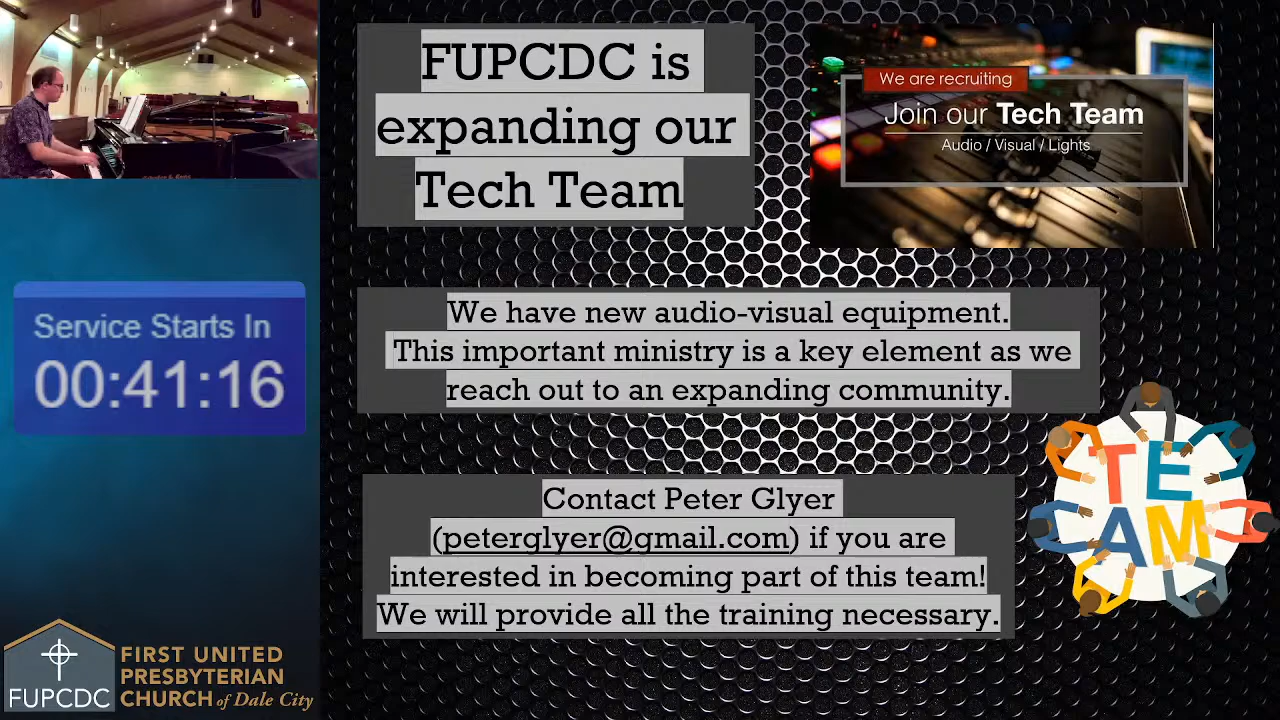 FUPCDC is
expanding our
Tech Team
We are recruiting
Join our Tech Team
Audio / Visual / Lights
Service Starts In
00:41:16
We have new audio-visual equipment.
This important ministry is a key element as we
reach out to an expanding community.
TE
AM
Contact Peter Glyer
(peterglyer@gmail.com) if you are
interested in becoming part of this team!
We will provide all the training necessary.
FUPCDC
FIRST UNITED
PRESBYTERIAN
CHURCH of Dale City